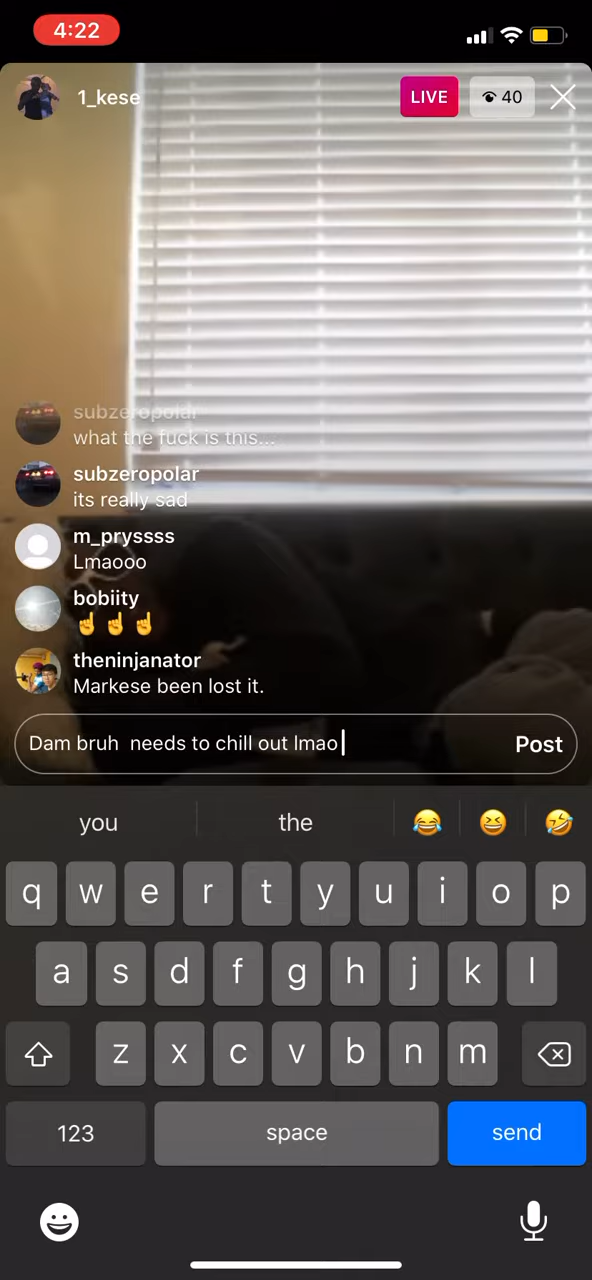 4:22
1_kese
LIVE
40
subzeropolar
what the fuck is this...
subzeropolar
its really sad
m_pryssss
Lmaooo
bobiity
☝️☝️☝️
theninjanator
Markese been lost it.
Dam bruh  needs to chill out lmao
Post
you the 😂 😆 🤣
q w e r t y u i o p
a s d f g h j k l
z x c v b n m
123 space send